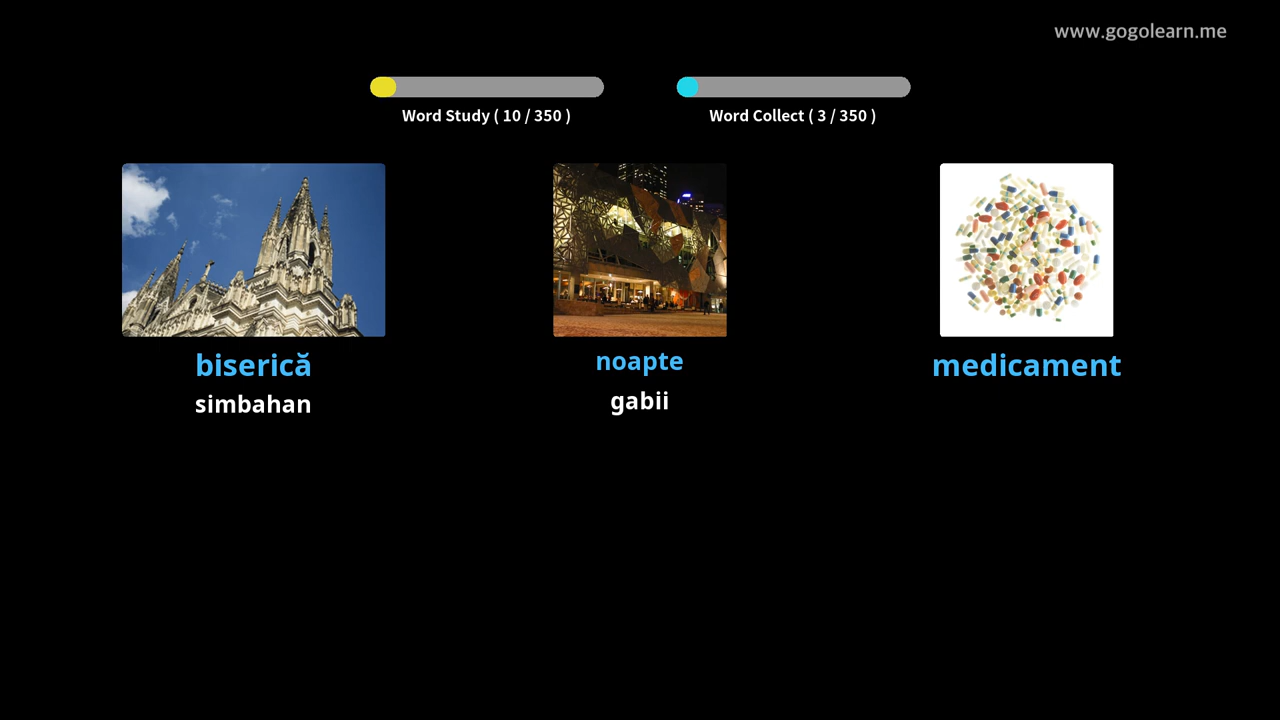 www.gogolearn.me
Word Study ( 10 / 350 )
Word Collect ( 3 / 350 )
biserică
simbahan
noapte
gabii
medicament